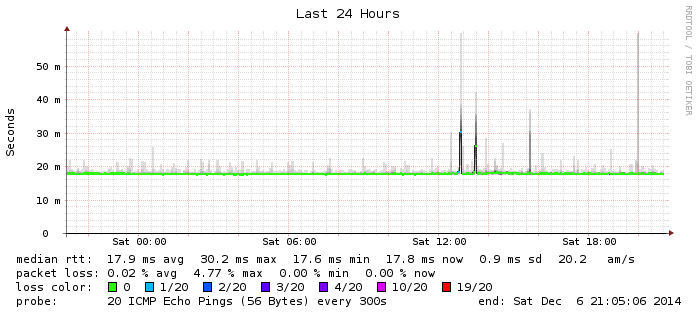 Last 24 Hours
RRDTOOL / TOBI OETIKER
Seconds
50 m
40 m
30 m
20 m
10 m
0
Sat 00:00 Sat 06:00 Sat 12:00 Sat 18:00
median rtt: 17.9 ms avg 30.2 ms max 17.6 ms min 17.8 ms now 0.9 ms sd 20.2 am/s
packet loss: 0.02 % avg 4.77 % max 0.00 % min 0.00 % now
loss color: 0 1/20 2/20 3/20 4/20 10/20 19/20
probe: 20 ICMP Echo Pings (56 Bytes) every 300s end: Sat Dec 6 21:05:06 2014